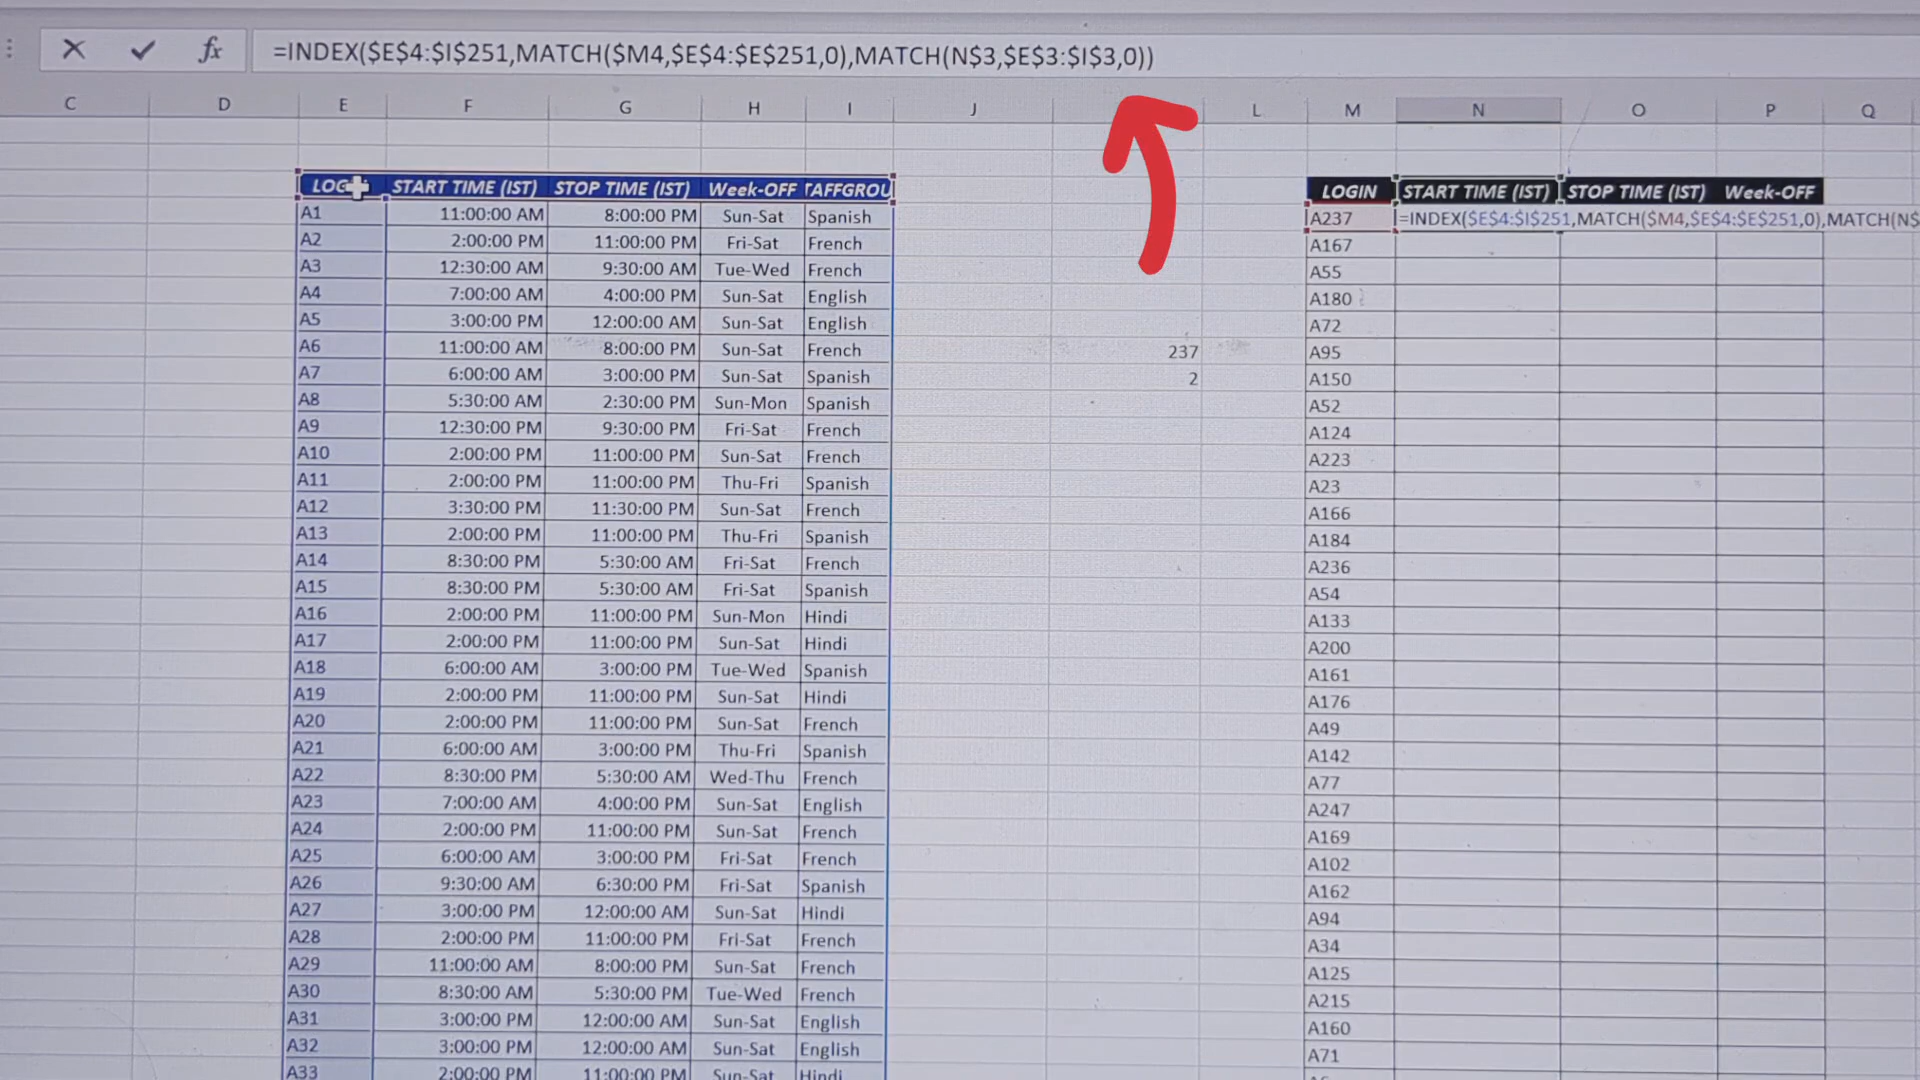 =INDEX($E$4:$I$251,MATCH($M4,$E$4:$E$251,0),MATCH(N$3,$E$3:$I$3,0))
C D E F G H I J L M N O P Q
START TIME (IST) STOP TIME (IST) Week-OFF TAFFGROU LOGIN START TIME (IST) STOP TIME (IST) Week-OFF
A1 11:00:00 AM 8:00:00 PM Sun-Sat Spanish A237 =INDEX($E$4:$I$251,MATCH($M4,$E$4:$E$251,0),MATCH(N$
A2 2:00:00 PM 11:00:00 PM Fri-Sat French A167
A3 12:30:00 AM 9:30:00 AM Tue-Wed French A55
A4 7:00:00 AM 4:00:00 PM Sun-Sat English A180
A5 3:00:00 PM 12:00:00 AM Sun-Sat English A72
A6 11:00:00 AM 8:00:00 PM Sun-Sat French 237 A95
A7 6:00:00 AM 3:00:00 PM Sun-Sat Spanish 2 A150
A8 5:30:00 AM 2:30:00 PM Sun-Mon Spanish A52
A9 12:30:00 PM 9:30:00 PM Fri-Sat French A124
A10 2:00:00 PM 11:00:00 PM Sun-Sat French A223
A11 2:00:00 PM 11:00:00 PM Thu-Fri Spanish A23
A12 3:30:00 PM 11:30:00 PM Sun-Sat French A166
A13 2:00:00 PM 11:00:00 PM Thu-Fri Spanish A184
A14 8:30:00 PM 5:30:00 AM Fri-Sat French A236
A15 8:30:00 PM 5:30:00 AM Fri-Sat Spanish A54
A16 2:00:00 PM 11:00:00 PM Sun-Mon Hindi A133
A17 2:00:00 PM 11:00:00 PM Sun-Sat Hindi A200
A18 6:00:00 AM 3:00:00 PM Tue-Wed Spanish A161
A19 2:00:00 PM 11:00:00 PM Sun-Sat Hindi A176
A20 2:00:00 PM 11:00:00 PM Sun-Sat French A49
A21 6:00:00 AM 3:00:00 PM Thu-Fri Spanish A142
A22 8:30:00 PM 5:30:00 AM Wed-Thu French A77
A23 7:00:00 AM 4:00:00 PM Sun-Sat English A247
A24 2:00:00 PM 11:00:00 PM Sun-Sat French A169
A25 6:00:00 AM 3:00:00 PM Fri-Sat French A102
A26 9:30:00 AM 6:30:00 PM Fri-Sat Spanish A162
A27 3:00:00 PM 12:00:00 AM Sun-Sat Hindi A94
A28 2:00:00 PM 11:00:00 PM Fri-Sat French A34
A29 11:00:00 AM 8:00:00 PM Sun-Sat French A125
A30 8:30:00 AM 5:30:00 PM Tue-Wed French A215
A31 3:00:00 PM 12:00:00 AM Sun-Sat English A160
A32 3:00:00 PM 12:00:00 AM Sun-Sat English A71
A33 2:00:00 PM 11:00:00 PM Sun-Sat Hindi